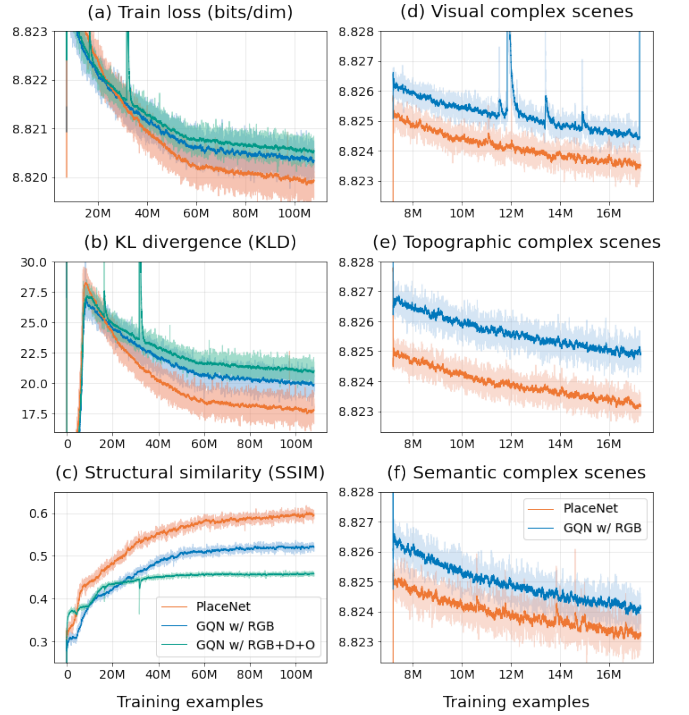 (a) Train loss (bits/dim)
8.823
8.822
8.821
8.820
20M 40M 60M 80M 100M
(b) KL divergence (KLD)
30.0
27.5
25.0
22.5
20.0
17.5
0 20M 40M 60M 80M 100M
(c) Structural similarity (SSIM)
0.6
0.5
0.4
0.3
PlaceNet
GQN w/ RGB
GQN w/ RGB+D+O
0 20M 40M 60M 80M 100M
Training examples
(d) Visual complex scenes
8.828
8.827
8.826
8.825
8.824
8.823
8M 10M 12M 14M 16M
(e) Topographic complex scenes
8.828
8.827
8.826
8.825
8.824
8.823
8M 10M 12M 14M 16M
(f) Semantic complex scenes
8.828
8.827
8.826
8.825
8.824
8.823
PlaceNet
GQN w/ RGB
8M 10M 12M 14M 16M
Training examples